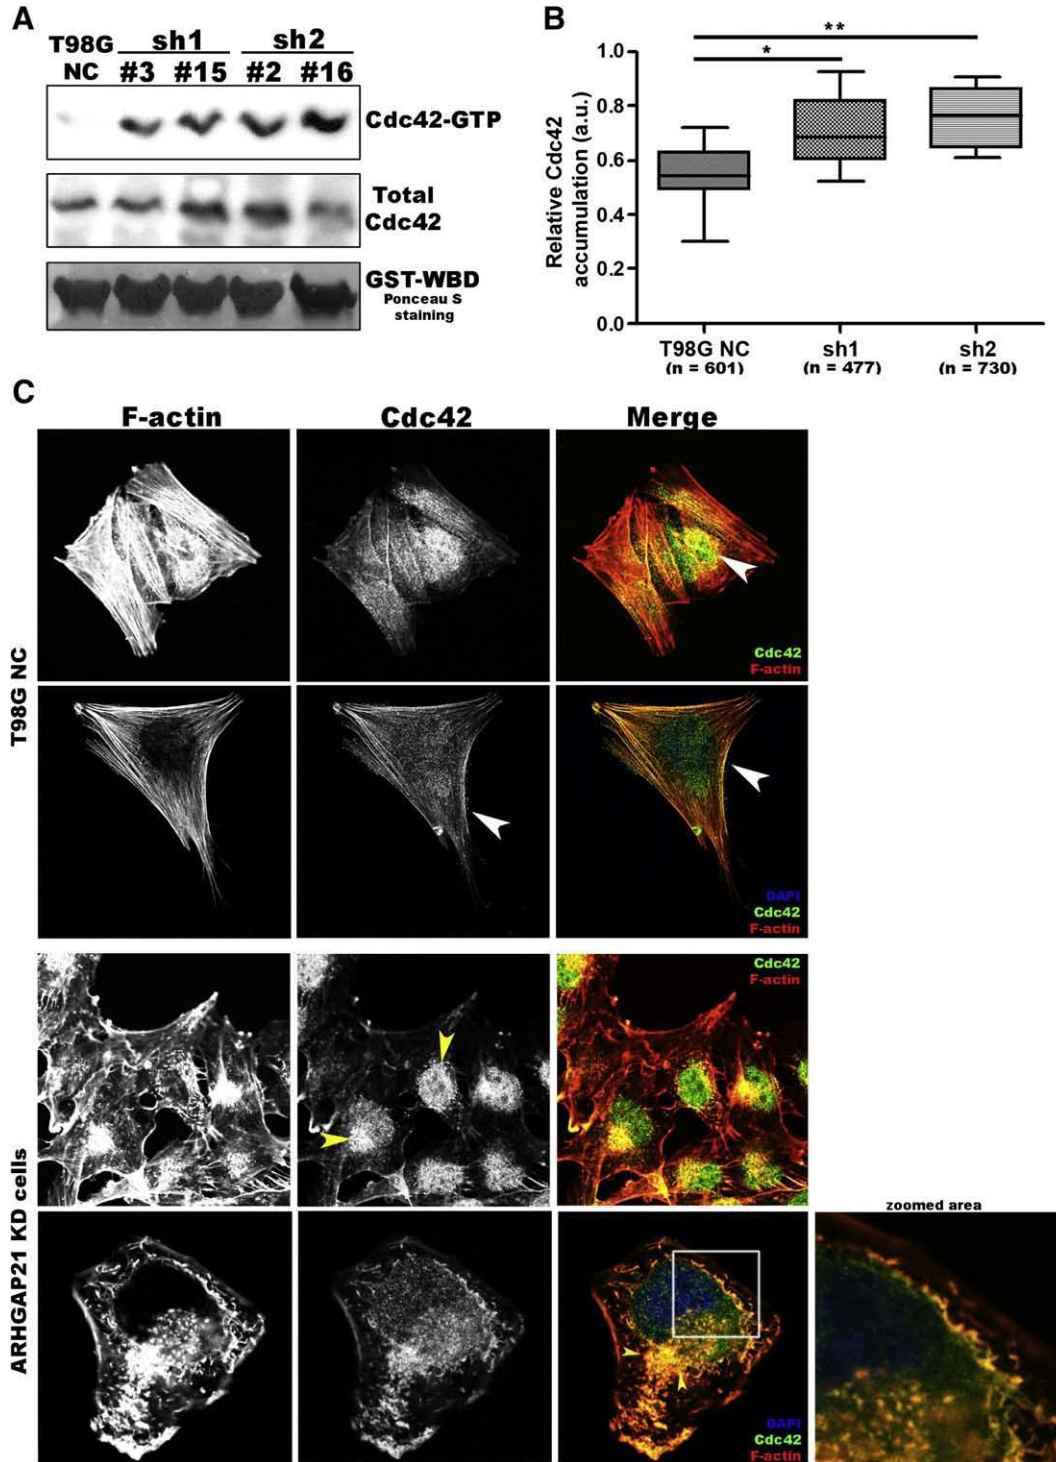 A
T98G
NC
sh1
sh2
#3 #15 #2 #16
Cdc42-GTP
Total
Cdc42
GST-WBD
Ponceau S
staining
B
**
*
Relative Cdc42
accumulation (a.u.)
1.0
0.8
0.6
0.4
0.2
0.0
T98G NC
(n = 601)
sh1
(n = 477)
sh2
(n = 730)
C
F-actin
Cdc42
Merge
T98G NC
Cdc42
F-actin
DAPI
Cdc42
F-actin
ARHGAP21 KD cells
Cdc42
F-actin
zoomed area
DAPI
Cdc42
F-actin